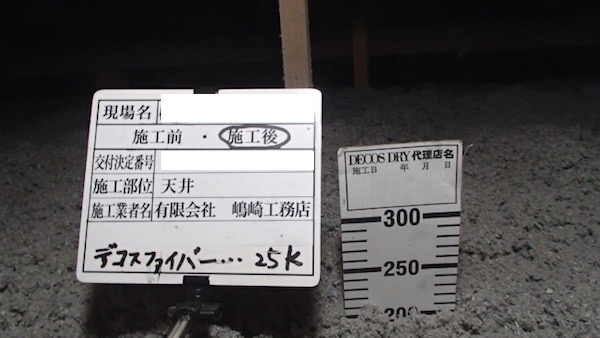 現場名
施工前 ・ 施工後
交付決定番号
施工部位 天井
施工業者名 有限会社 嶋崎工務店
デコスファイバー… 25K
DECOS DRY 代理店名
施工日 年 月 日
300
250
200